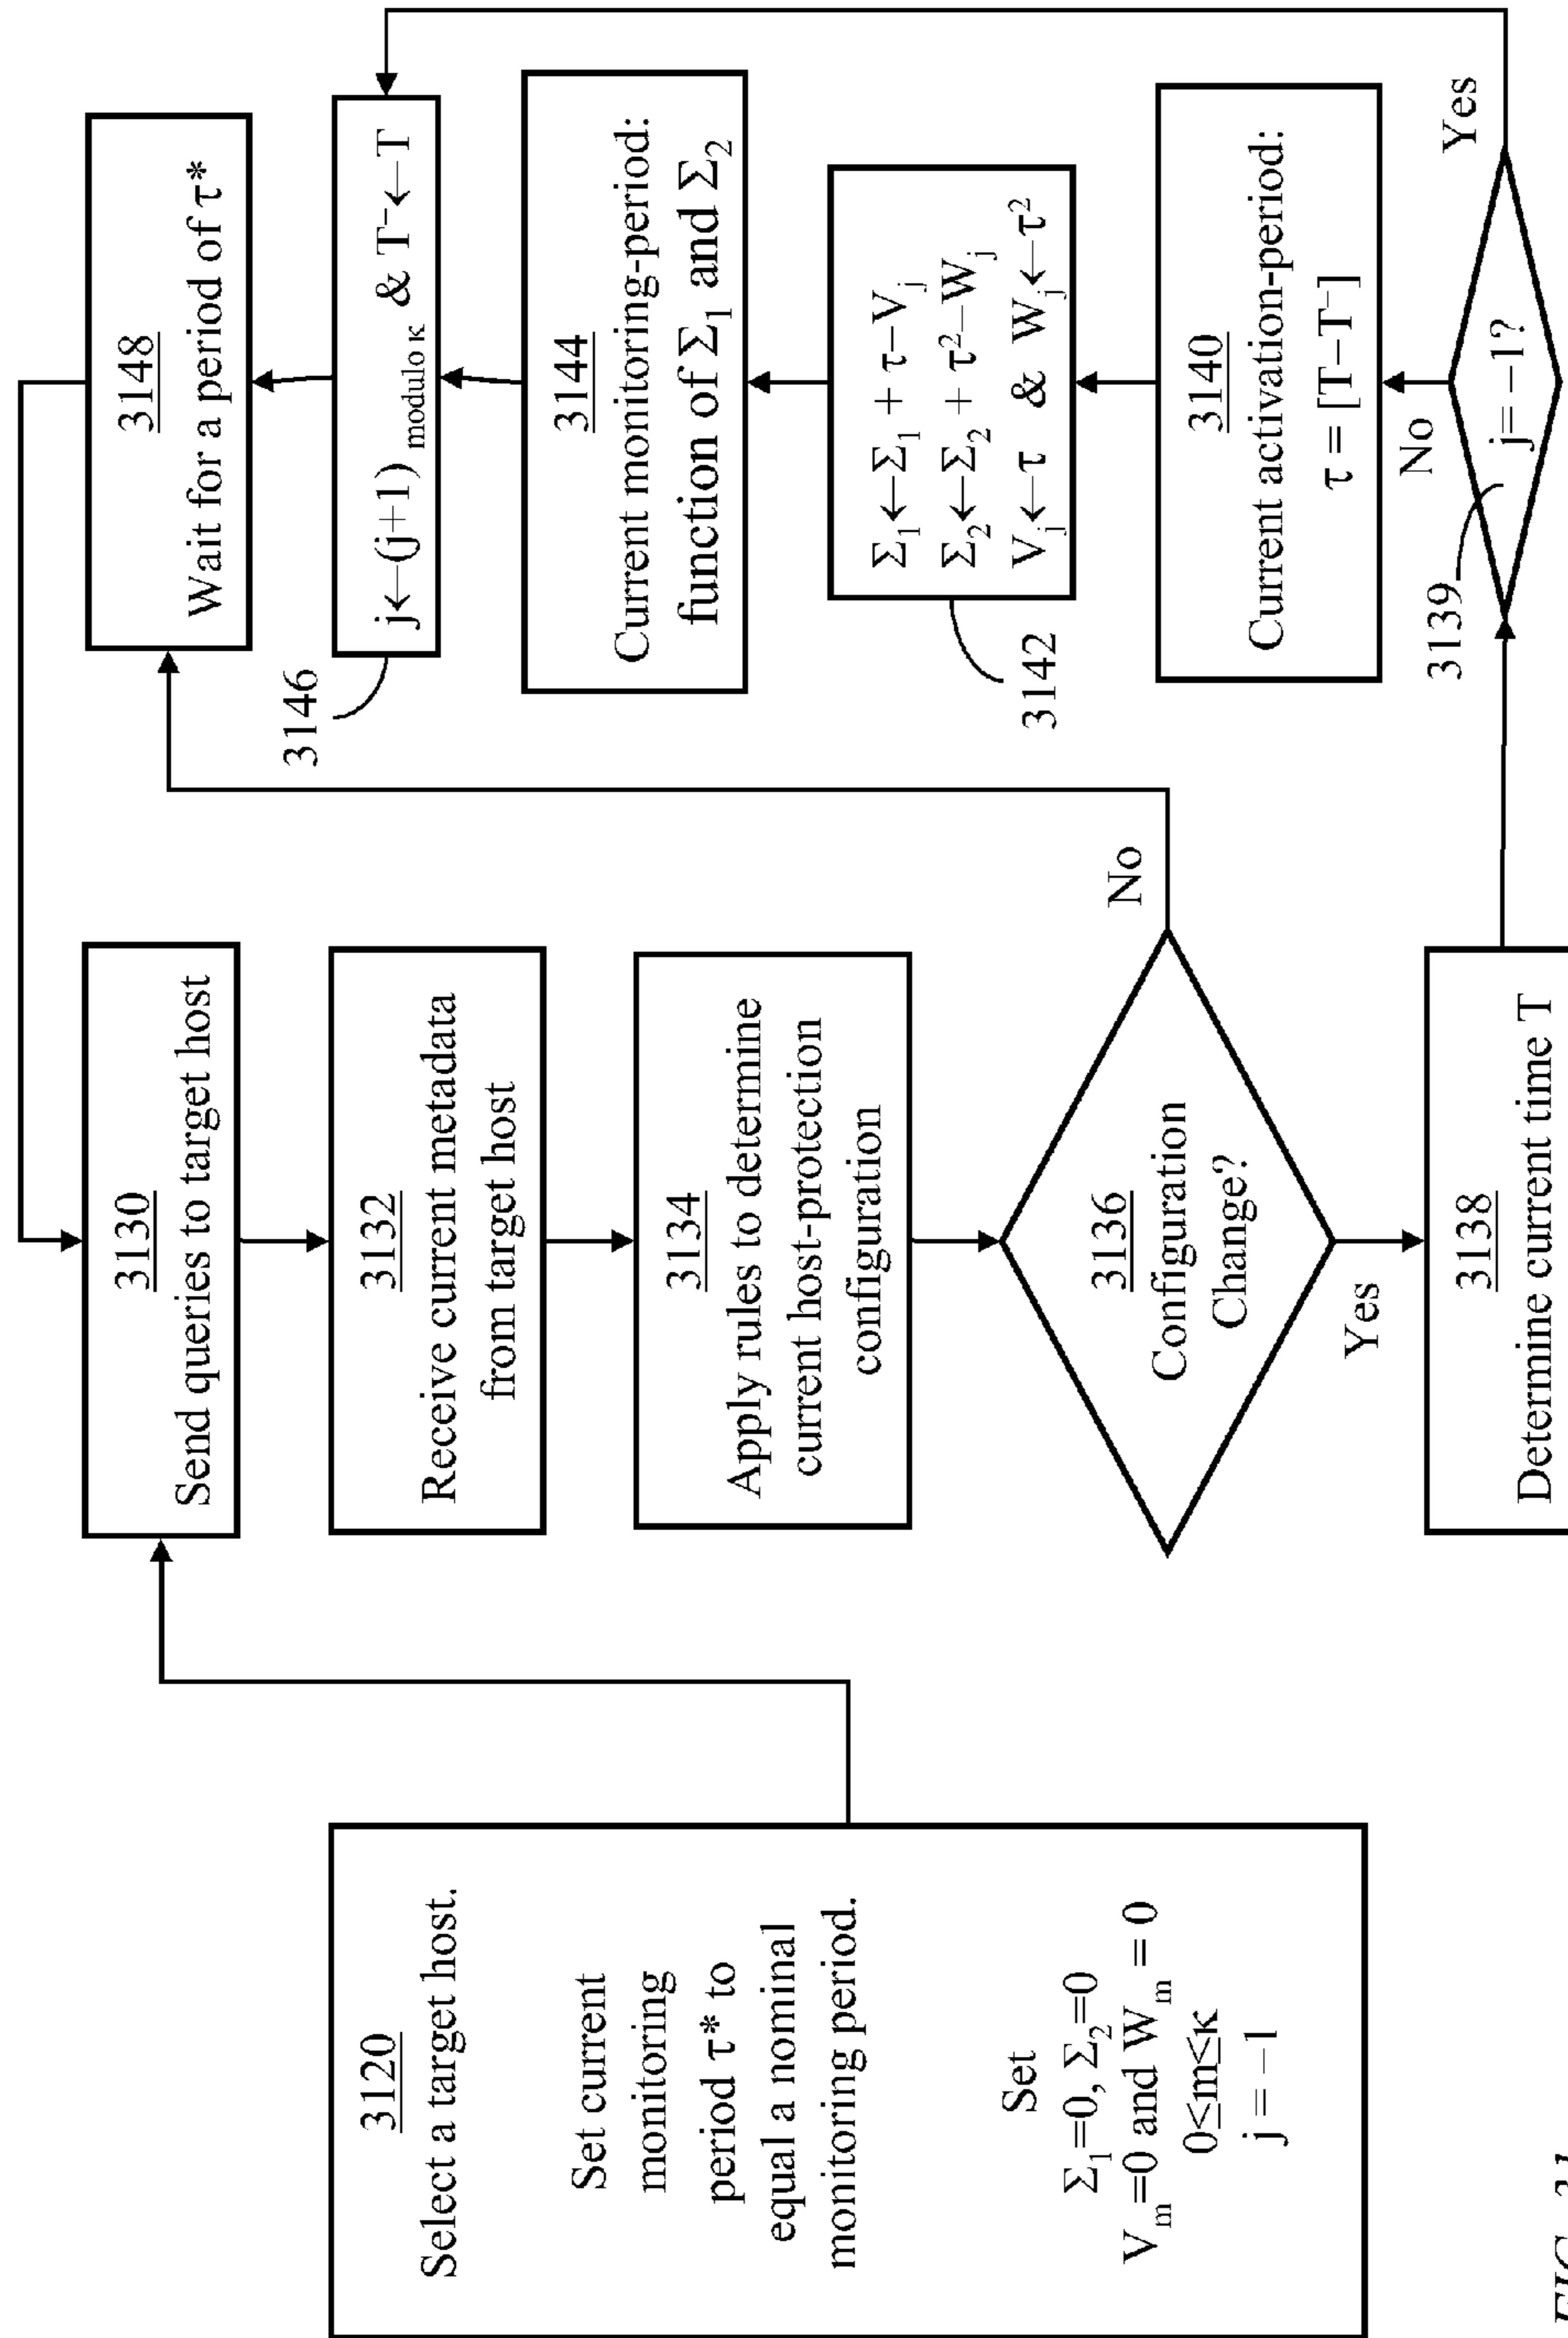 3120
Select a target host.
Set current
monitoring
period τ* to
equal a nominal
monitoring period.
Set
Σ₁=0, Σ₂=0
Vₘ=0 and Wₘ = 0
0≤m≤κ
j = −1
3130
Send queries to target host
3132
Receive current metadata
from target host
3134
Apply rules to determine
current host-protection
configuration
3136
Configuration
Change?
No
Yes
3138
Determine current time T
3139
j= −1?
Yes
No
3140
Current activation-period:
τ = [T−T⁻]
3142
Σ₁←Σ₁ + τ−Vⱼ
Σ₂←Σ₂ + τ²−Wⱼ
Vⱼ←τ & Wⱼ←τ²
3144
Current monitoring-period:
function of Σ₁ and Σ₂
3146
j←(j+1) modulo κ & T⁻←T
3148
Wait for a period of τ*
FIG. 31